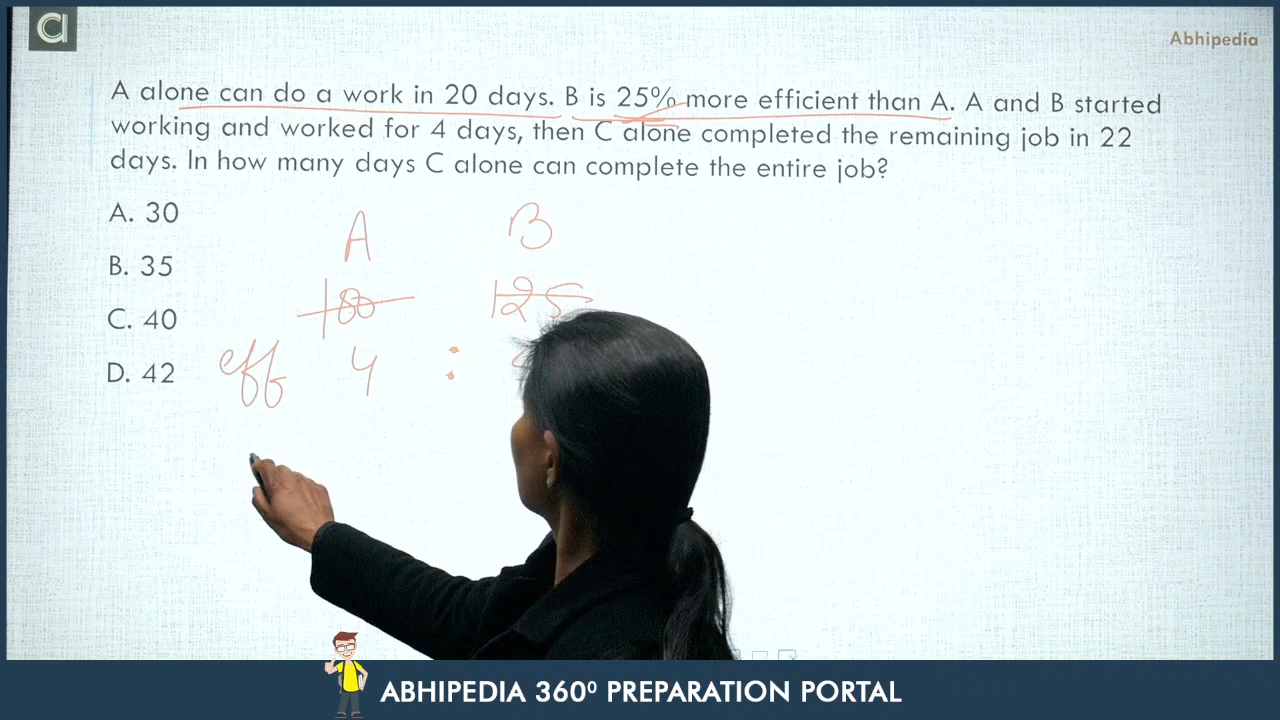 Abhipedia
A alone can do a work in 20 days. B is 25% more efficient than A. A and B started
working and worked for 4 days, then C alone completed the remaining job in 22
days. In how many days C alone can complete the entire job?
A. 30
B. 35
C. 40
D. 42
A B
100 125
eff 4 :
ABHIPEDIA 360⁰ PREPARATION PORTAL